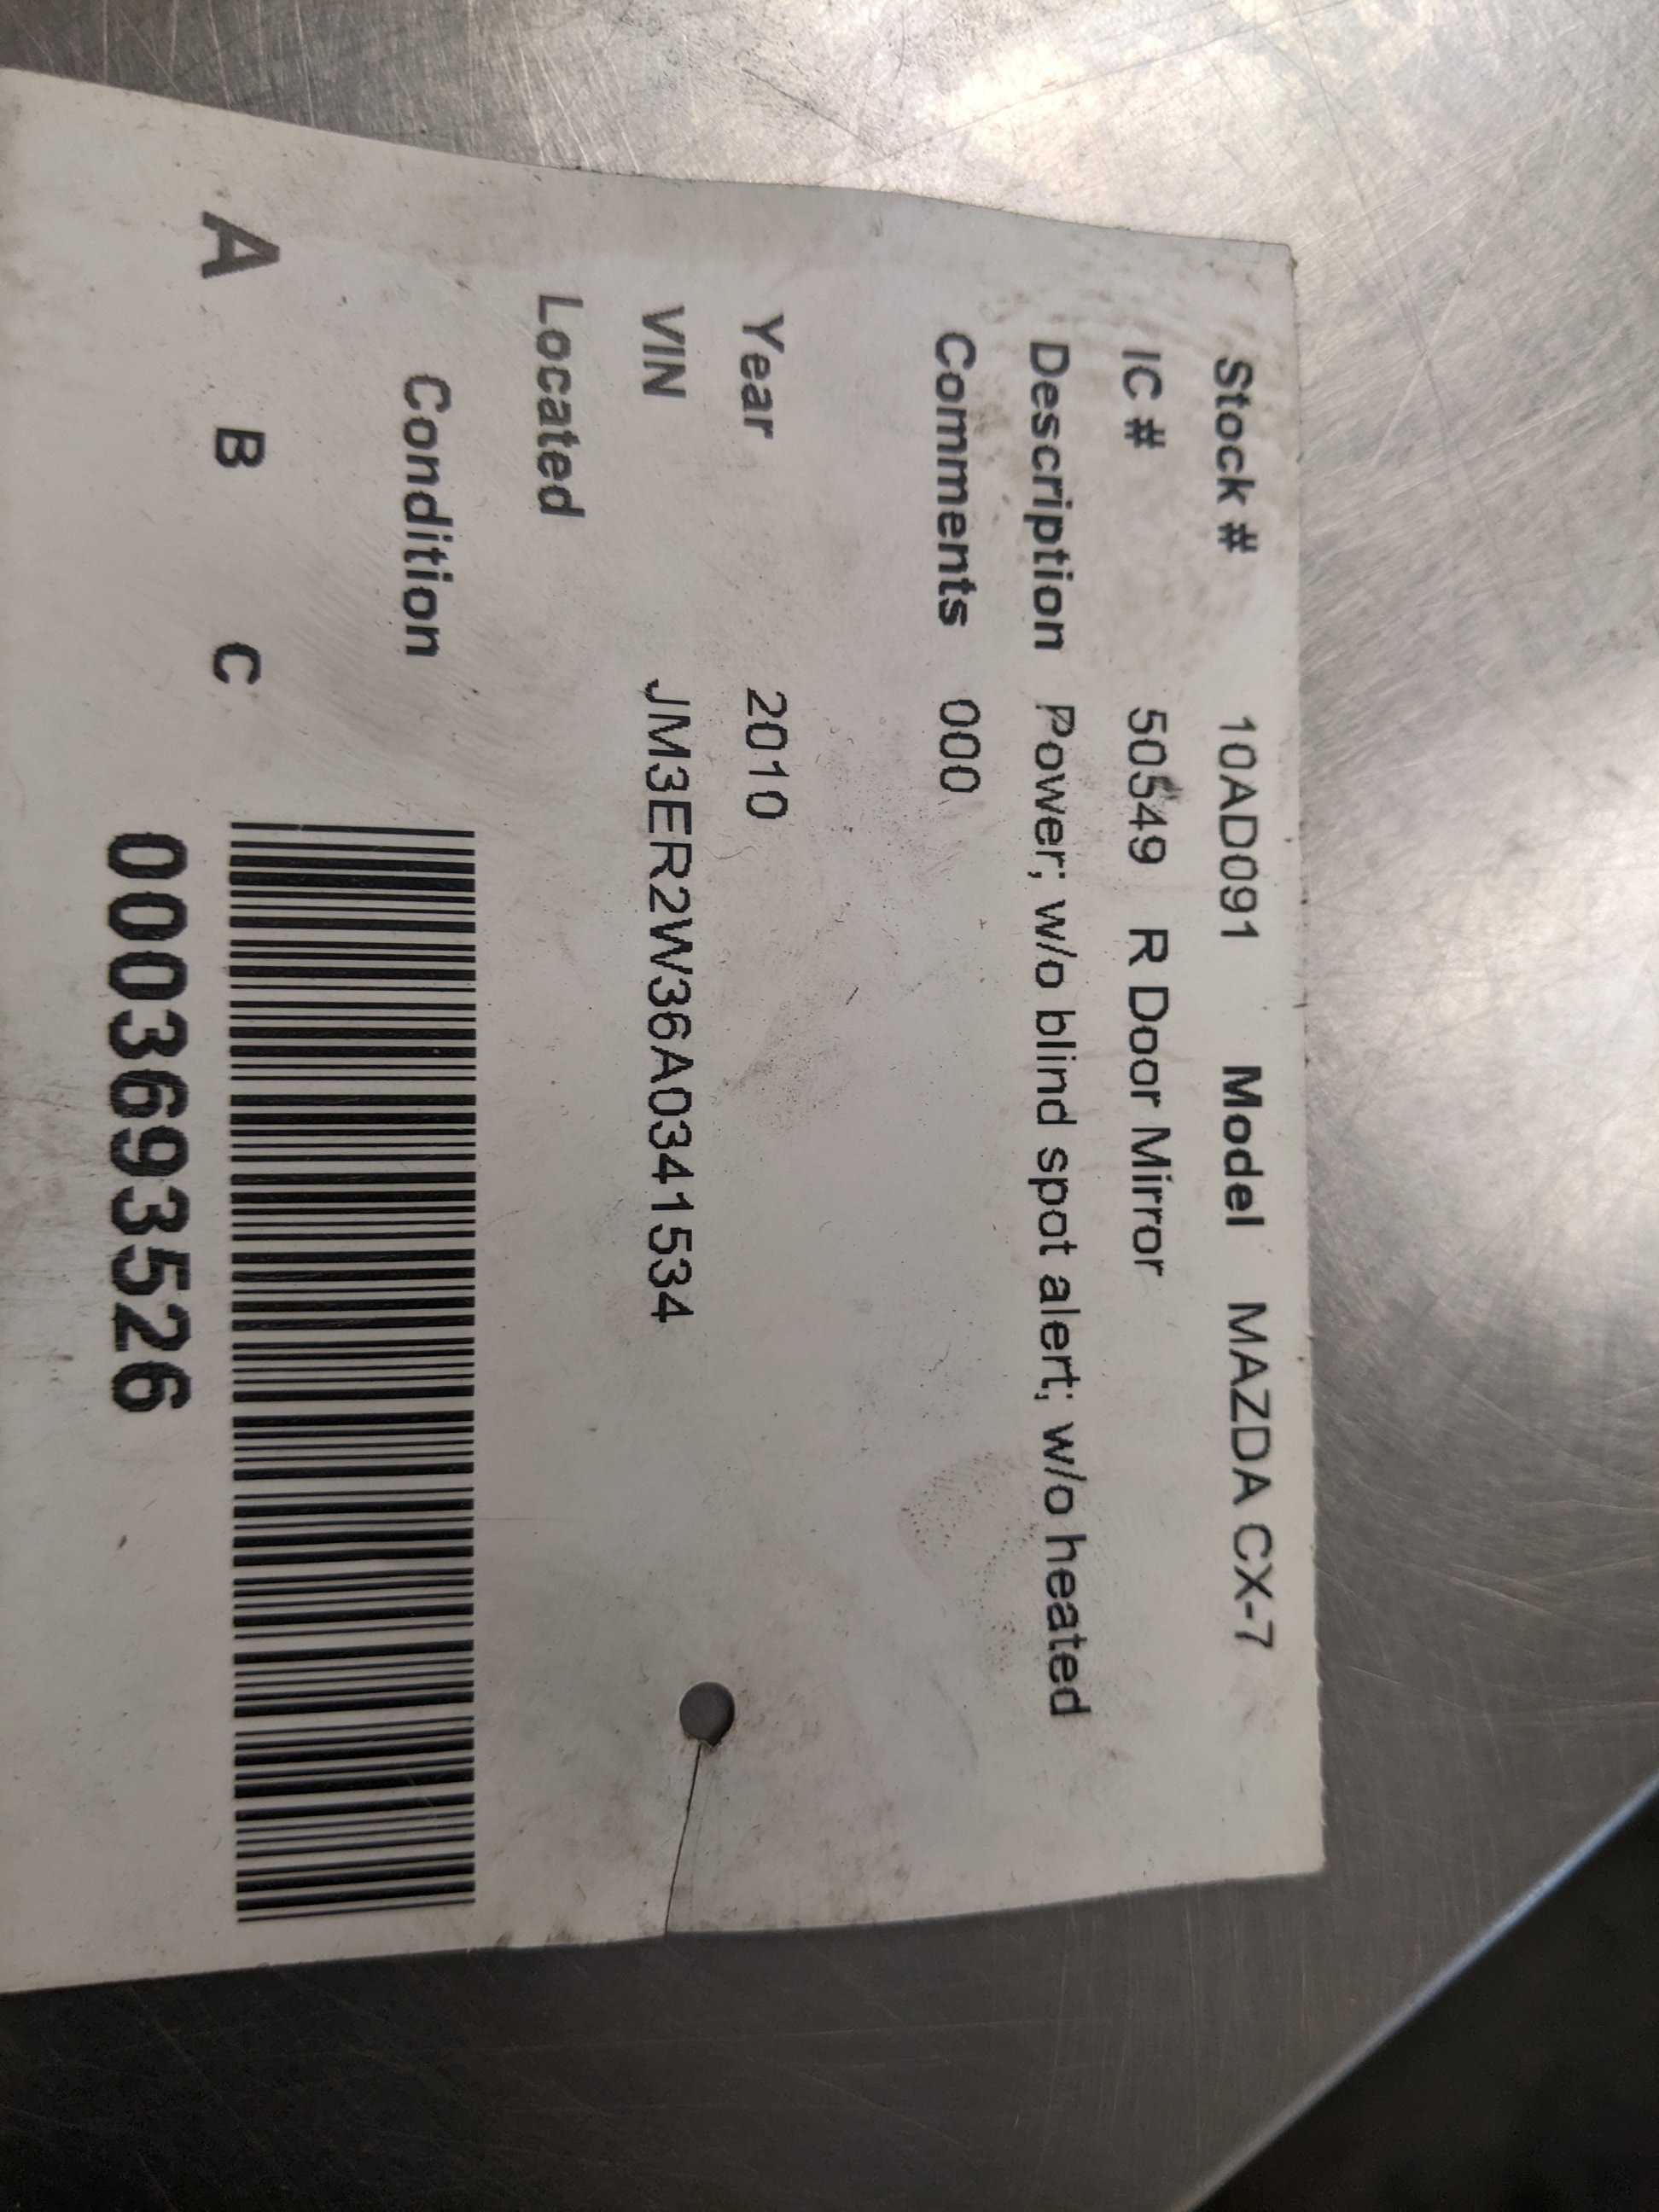 Stock # 10AD091 Model MAZDA CX-7
IC # 50549 R Door Mirror
Description Power; w/o blind spot alert; w/o heated
Comments 000
Year 2010
VIN JM3ER2W36A0341534
Located
Condition
A B C
0003693526